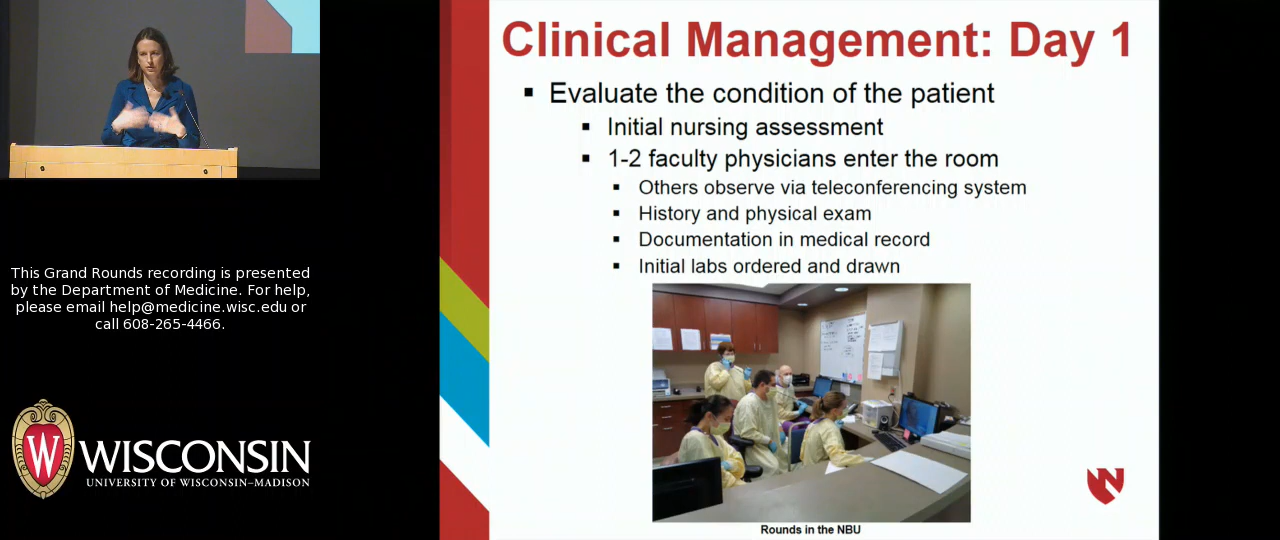 Clinical Management: Day 1
Evaluate the condition of the patient
Initial nursing assessment
1-2 faculty physicians enter the room
Others observe via teleconferencing system
History and physical exam
Documentation in medical record
Initial labs ordered and drawn
Rounds in the NBU
This Grand Rounds recording is presented
by the Department of Medicine. For help,
please email help@medicine.wisc.edu or
call 608-265-4466.
W
WISCONSIN
UNIVERSITY OF WISCONSIN–MADISON
N